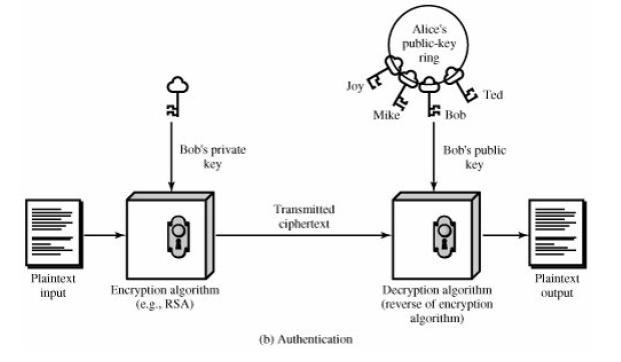 Alice's
public-key
ring
Joy
Mike
Bob
Ted
Bob's private
key
Bob's public
key
Transmitted
ciphertext
Plaintext
input
Encryption algorithm
(e.g., RSA)
Decryption algorithm
(reverse of encryption
algorithm)
Plaintext
output
(b) Authentication